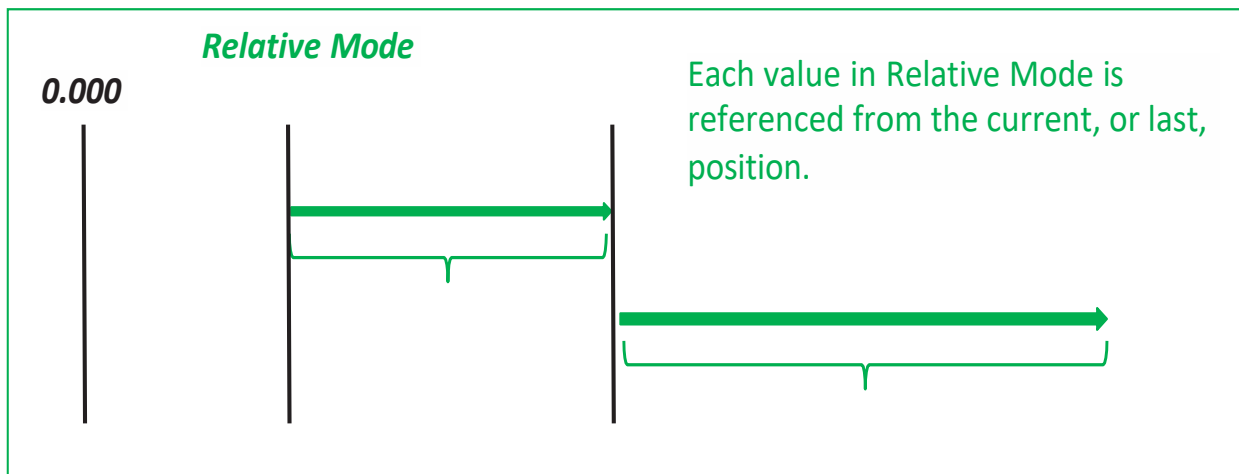 Relative Mode
0.000
Each value in Relative Mode is
referenced from the current, or last,
position.